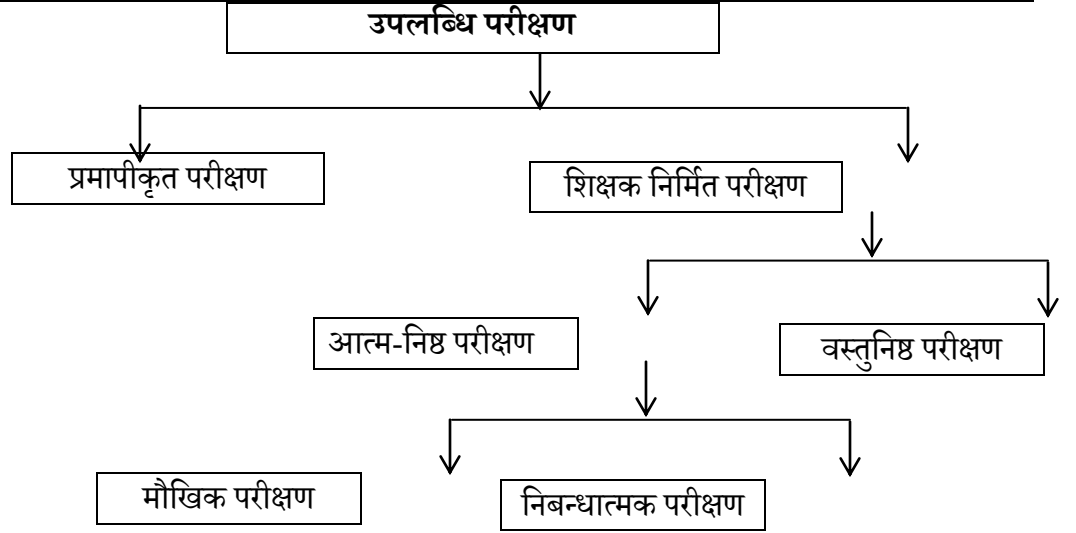 उपलब्धि परीक्षण
प्रमापीकृत परीक्षण
शिक्षक निर्मित परीक्षण
आत्म-निष्ठ परीक्षण
वस्तुनिष्ठ परीक्षण
मौखिक परीक्षण
निबन्धात्मक परीक्षण